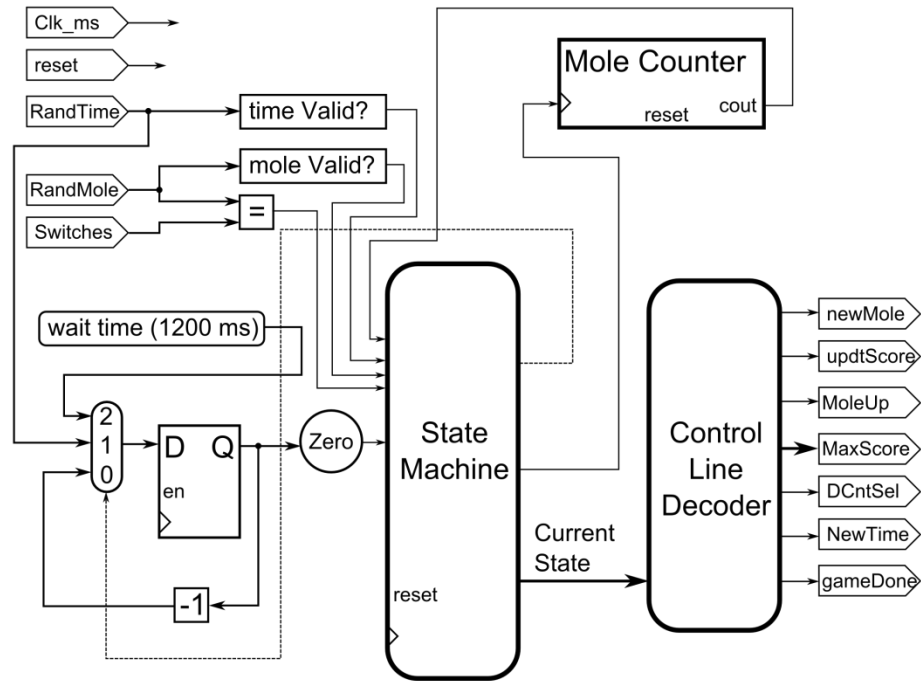 Clk_ms
reset
RandTime
time Valid?
RandMole
mole Valid?
=
Switches
Mole Counter
reset
cout
wait time (1200 ms)
2
1
0
D Q
en
Zero
-1
State
Machine
reset
Current
State
Control
Line
Decoder
newMole
updtScore
MoleUp
MaxScore
DCntSel
NewTime
gameDone